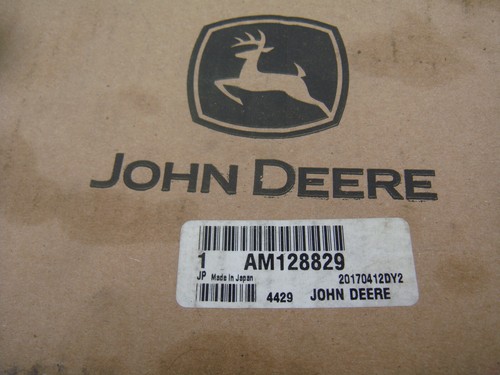 JOHN DEERE
1 AM128829
JP Made In Japan 20170412DY2
4429 JOHN DEERE